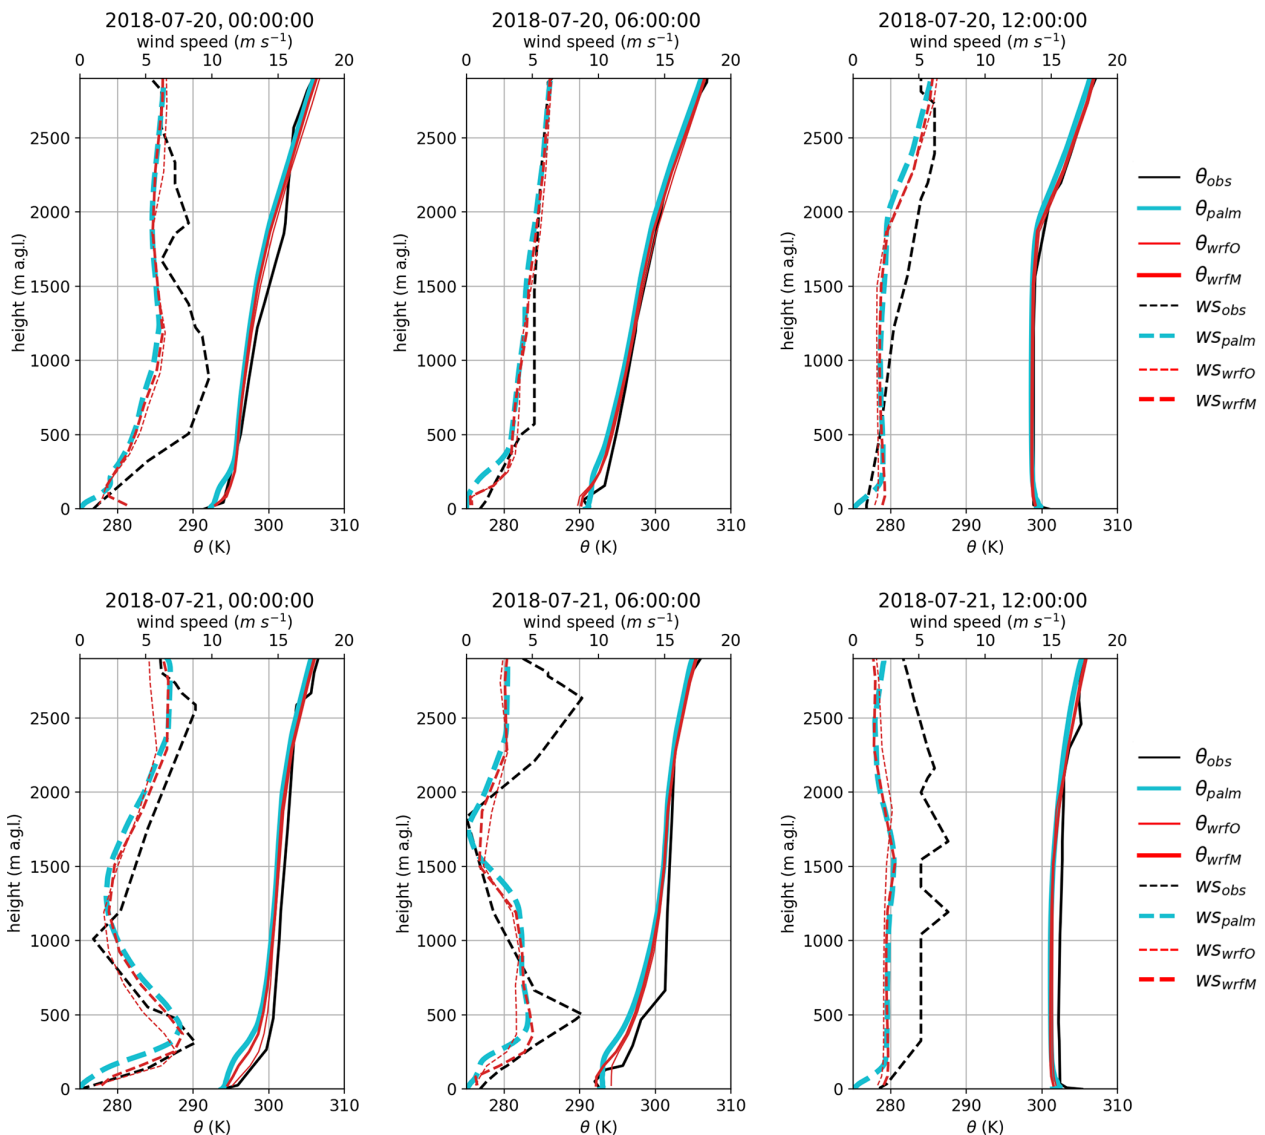 2018-07-20, 00:00:00
wind speed (m s⁻¹)
0 5 10 15 20
height (m a.g.l.)
2500
2000
1500
1000
500
0
280 290 300 310
θ (K)
2018-07-20, 06:00:00
wind speed (m s⁻¹)
0 5 10 15 20
height (m a.g.l.)
2500
2000
1500
1000
500
0
280 290 300 310
θ (K)
2018-07-20, 12:00:00
wind speed (m s⁻¹)
0 5 10 15 20
height (m a.g.l.)
2500
2000
1500
1000
500
0
280 290 300 310
θ (K)
θobs
θpalm
θwrfO
θwrfM
wsobs
wspalm
wswrfO
wswrfM
2018-07-21, 00:00:00
wind speed (m s⁻¹)
0 5 10 15 20
height (m a.g.l.)
2500
2000
1500
1000
500
0
280 290 300 310
θ (K)
2018-07-21, 06:00:00
wind speed (m s⁻¹)
0 5 10 15 20
height (m a.g.l.)
2500
2000
1500
1000
500
0
280 290 300 310
θ (K)
2018-07-21, 12:00:00
wind speed (m s⁻¹)
0 5 10 15 20
height (m a.g.l.)
2500
2000
1500
1000
500
0
280 290 300 310
θ (K)
θobs
θpalm
θwrfO
θwrfM
wsobs
wspalm
wswrfO
wswrfM